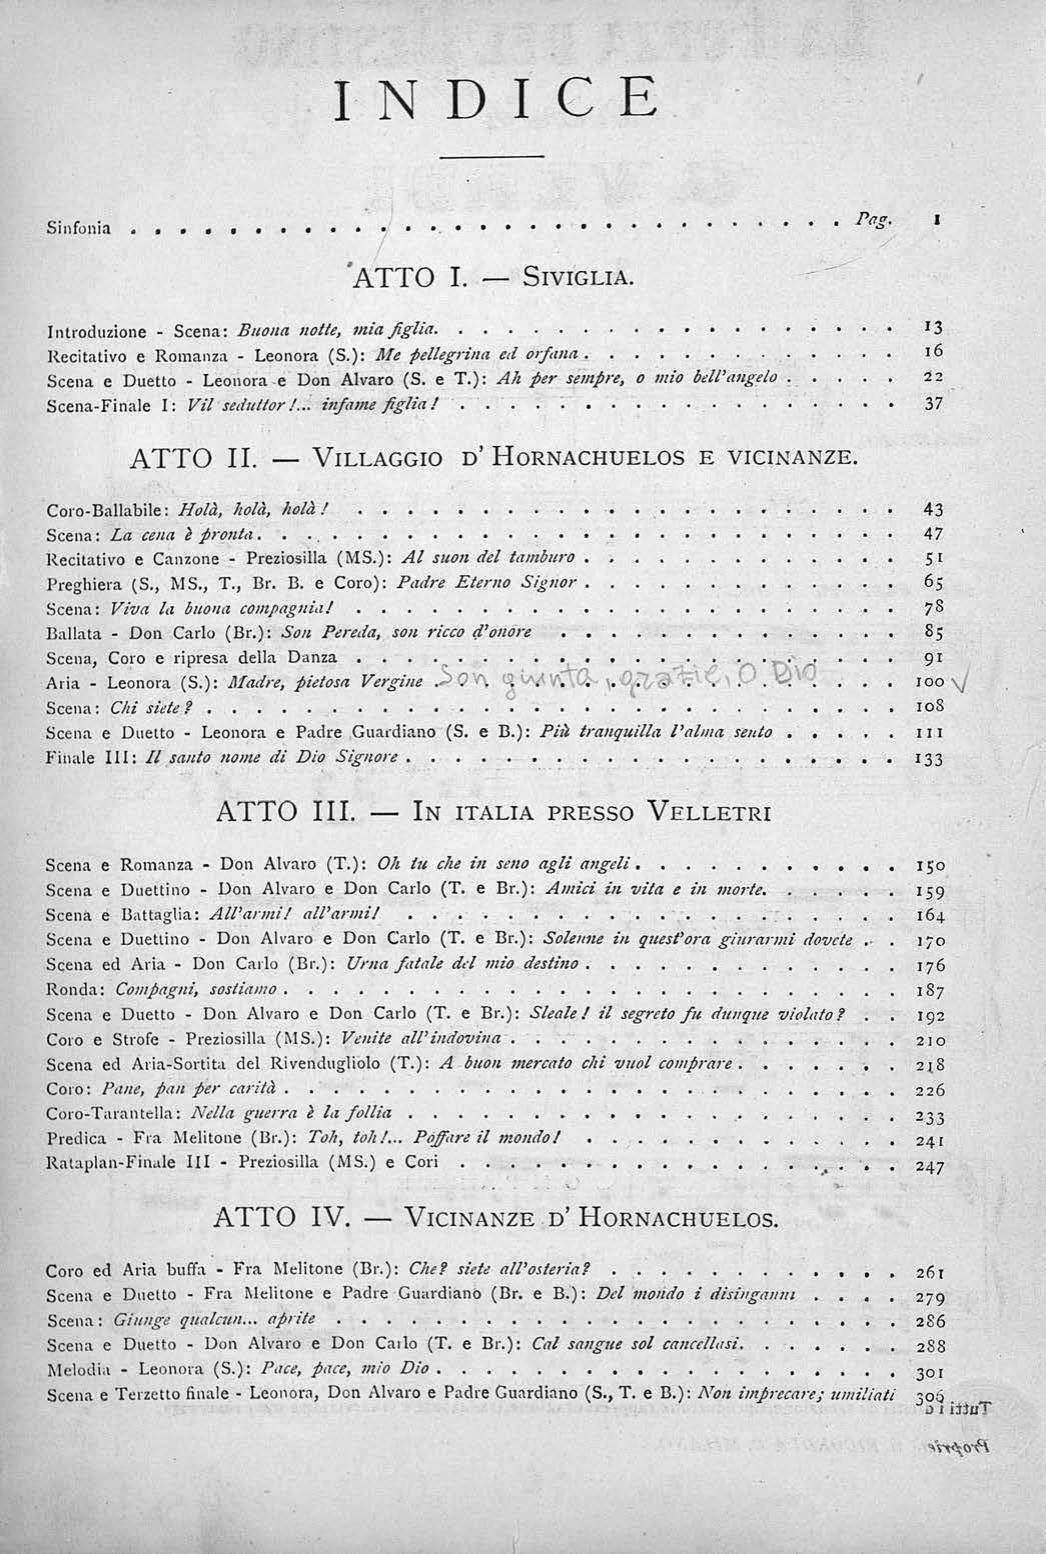 INDICE
Sinfonia . . . . . . . . . . . . . . . . . . . . . . . . . . . . . Pag. 1
ATTO I. — SIVIGLIA.
Introduzione - Scena: Buona notte, mia figlia. . . . . . . . . . . . . . . . . . . 13
Recitativo e Romanza - Leonora (S.): Me pellegrina ed orfana . . . . . . . . . . . . . 16
Scena e Duetto - Leonora e Don Alvaro (S. e T.): Ah per sempre, o mio bell'angelo . . . . . 22
Scena-Finale I: Vil seduttor!... infame figlia! . . . . . . . . . . . . . . . . . . 37
ATTO II. — VILLAGGIO D'HORNACHUELOS E VICINANZE.
Coro-Ballabile: Holà, holà, holà! . . . . . . . . . . . . . . . . . . . . . . 43
Scena: La cena è pronta. . . . . . . . . . . . . . . . . . . . . . . . . . 47
Recitativo e Canzone - Preziosilla (MS.): Al suon del tamburo . . . . . . . . . . . . . 51
Preghiera (S., MS., T., Br. B. e Coro): Padre Eterno Signor . . . . . . . . . . . . . 65
Scena: Viva la buona compagnia! . . . . . . . . . . . . . . . . . . . . . . 78
Ballata - Don Carlo (Br.): Son Pereda, son ricco d'onore . . . . . . . . . . . . . . 85
Scena, Coro e ripresa della Danza . . . . . . . . . . . . . . . . . . . . . . 91
Aria - Leonora (S.): Madre, pietosa Vergine . Son giunta, grazie, O Dio . . . 100 √
Scena: Chi siete? . . . . . . . . . . . . . . . . . . . . . . . . . . . . 108
Scena e Duetto - Leonora e Padre Guardiano (S. e B.): Più tranquilla l'alma sento . . . . . 111
Finale III: Il santo nome di Dio Signore . . . . . . . . . . . . . . . . . . . . 133
ATTO III. — IN ITALIA PRESSO VELLETRI
Scena e Romanza - Don Alvaro (T.): Oh tu che in seno agli angeli . . . . . . . . . . . 150
Scena e Duettino - Don Alvaro e Don Carlo (T. e Br.): Amici in vita e in morte. . . . . . 159
Scena e Battaglia: All'armi! all'armi! . . . . . . . . . . . . . . . . . . . . 164
Scena e Duettino - Don Alvaro e Don Carlo (T. e Br.): Solenne in quest'ora giurarmi dovete . . 170
Scena ed Aria - Don Carlo (Br.): Urna fatale del mio destino . . . . . . . . . . . . . 176
Ronda: Compagni, sostiamo . . . . . . . . . . . . . . . . . . . . . . . . . 187
Scena e Duetto - Don Alvaro e Don Carlo (T. e Br.): Sleale! il segreto fu dunque violato? . . 192
Coro e Strofe - Preziosilla (MS.): Venite all'indovina . . . . . . . . . . . . . . . . 210
Scena ed Aria-Sortita del Rivendugliolo (T.): A buon mercato chi vuol comprare . . . . . . . 218
Coro: Pane, pan per carità . . . . . . . . . . . . . . . . . . . . . . . . . 226
Coro-Tarantella: Nella guerra è la follia . . . . . . . . . . . . . . . . . . . . 233
Predica - Fra Melitone (Br.): Toh, toh!... Poffare il mondo! . . . . . . . . . . . . . 241
Rataplan-Finale III - Preziosilla (MS.) e Cori . . . . . . . . . . . . . . . . . . 247
ATTO IV. — VICINANZE D'HORNACHUELOS.
Coro ed Aria buffa - Fra Melitone (Br.): Che? siete all'osteria? . . . . . . . . . . . . 261
Scena e Duetto - Fra Melitone e Padre Guardiano (Br. e B.): Del mondo i disinganni . . . . 279
Scena: Giunge qualcun... aprite . . . . . . . . . . . . . . . . . . . . . . . 286
Scena e Duetto - Don Alvaro e Don Carlo (T. e Br.): Col sangue sol cancellasi. . . . . . . 288
Melodia - Leonora (S.): Pace, pace, mio Dio . . . . . . . . . . . . . . . . . . . 301
Scena e Terzetto finale - Leonora, Don Alvaro e Padre Guardiano (S., T. e B.): Non imprecare; umiliati 306
Tutti i
Proprie